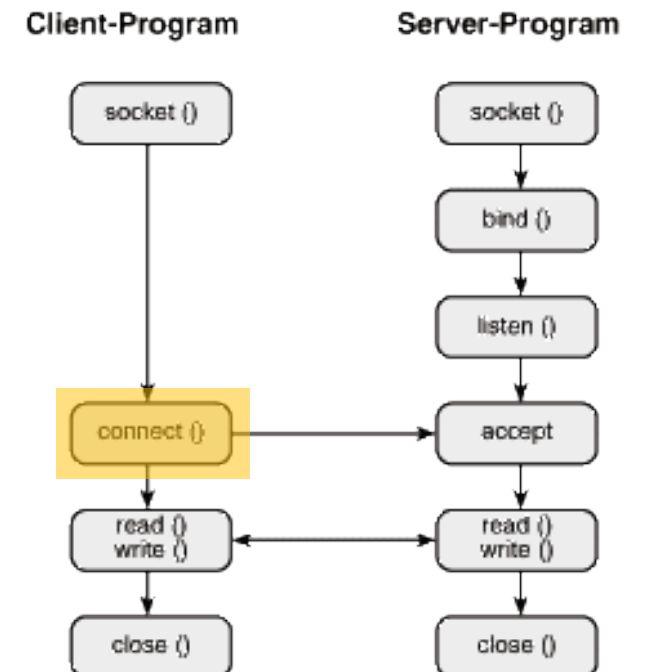 Client-Program
Server-Program
socket ()
socket ()
bind ()
listen ()
connect ()
accept
read ()
write ()
read ()
write ()
close ()
close ()